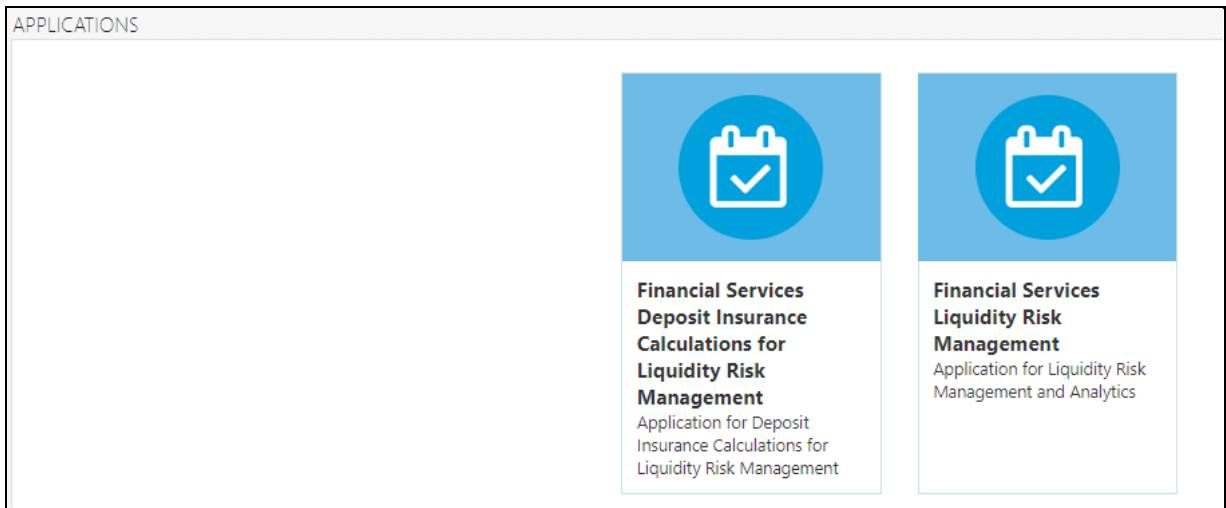 APPLICATIONS
Financial Services
Deposit Insurance
Calculations for
Liquidity Risk
Management
Application for Deposit
Insurance Calculations for
Liquidity Risk Management
Financial Services
Liquidity Risk
Management
Application for Liquidity Risk
Management and Analytics